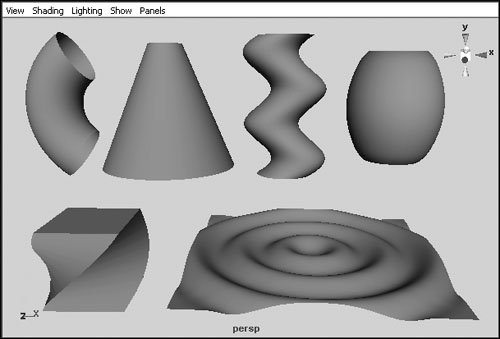 View Shading Lighting Show Panels
y
x
z x
persp